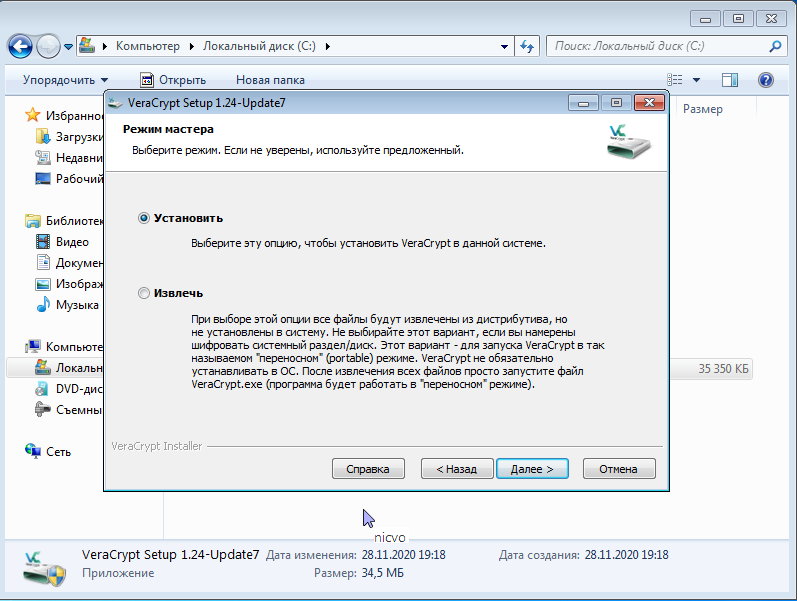 Компьютер
Локальный диск (C:)
Поиск: Локальный диск (C:)
Упорядочить
Открыть
Новая папка
Размер
VeraCrypt Setup 1.24-Update7
Режим мастера
Выберите режим. Если не уверены, используйте предложенный.
VC
Избранно
Загрузки
Недавни
Рабочий
Библиотек
Видео
Докумен
Изображ
Музыка
Компьюте
Локальн
DVD-дис
Съемны
Сеть
Установить
Выберите эту опцию, чтобы установить VeraCrypt в данной системе.
Извлечь
При выборе этой опции все файлы будут извлечены из дистрибутива, но
не установлены в систему. Не выбирайте этот вариант, если вы намерены
шифровать системный раздел/диск. Этот вариант - для запуска VeraCrypt в так
называемом "переносном" (portable) режиме. VeraCrypt не обязательно
устанавливать в ОС. После извлечения всех файлов просто запустите файл
VeraCrypt.exe (программа будет работать в "переносном" режиме).
35 350 КБ
VeraCrypt Installer
Справка
< Назад
Далее >
Отмена
nicvo
VC
VeraCrypt Setup 1.24-Update7
Дата изменения: 28.11.2020 19:18
Дата создания: 28.11.2020 19:18
Приложение
Размер: 34,5 МБ